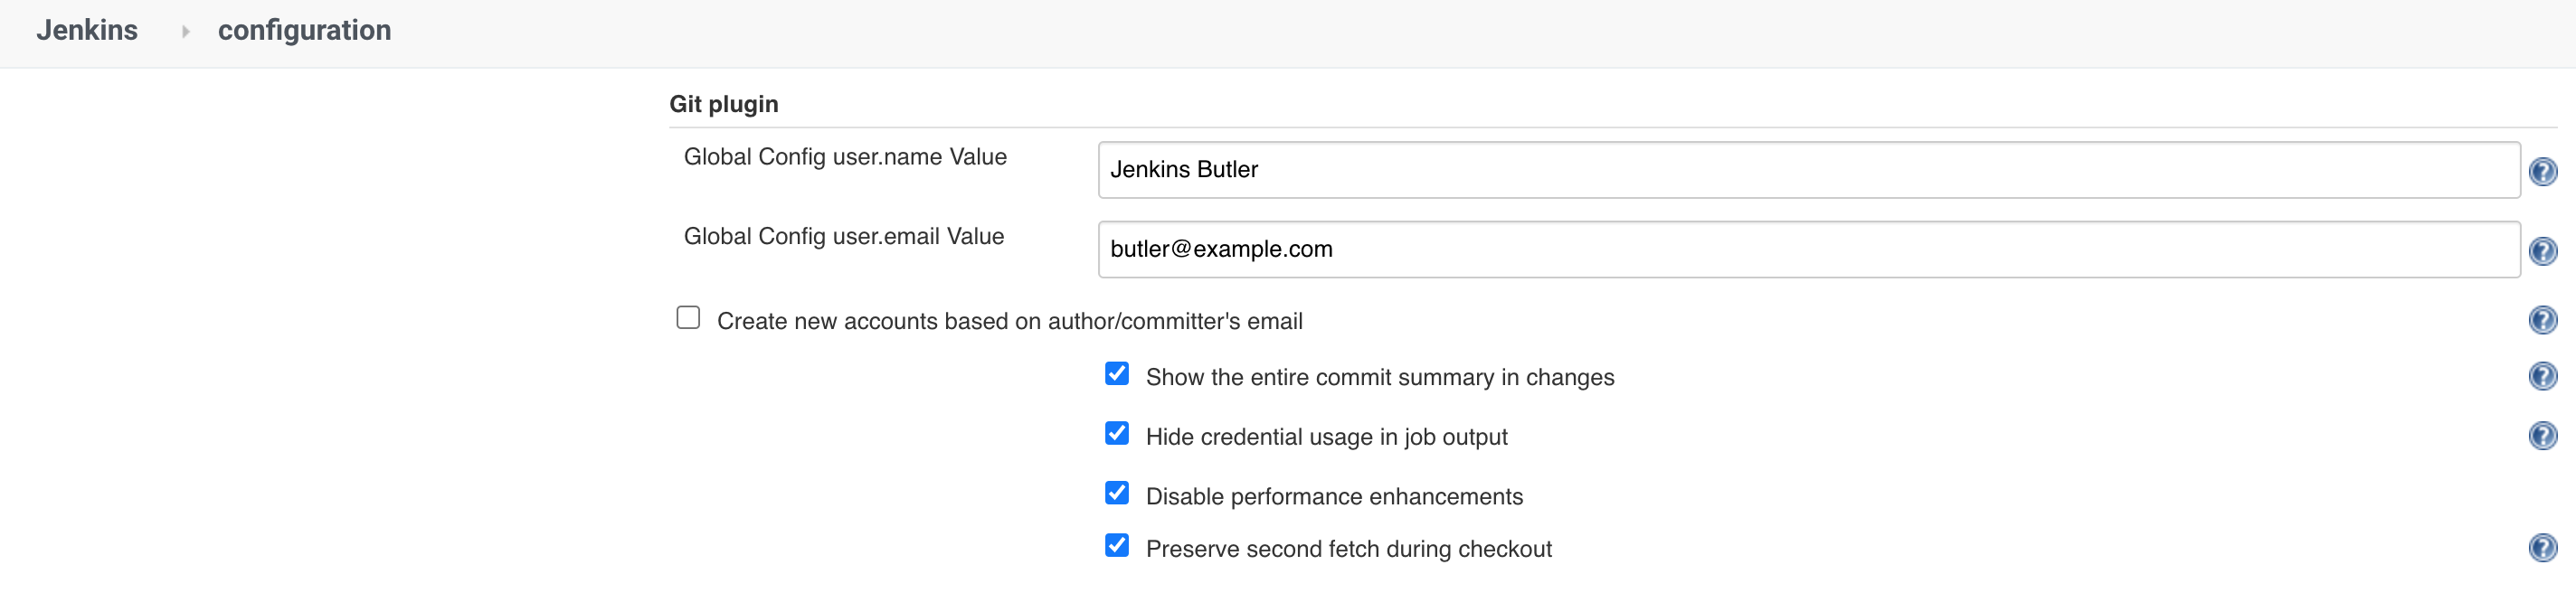 Jenkins configuration
Git plugin
Global Config user.name Value
Jenkins Butler
Global Config user.email Value
butler@example.com
Create new accounts based on author/committer's email
Show the entire commit summary in changes
Hide credential usage in job output
Disable performance enhancements
Preserve second fetch during checkout